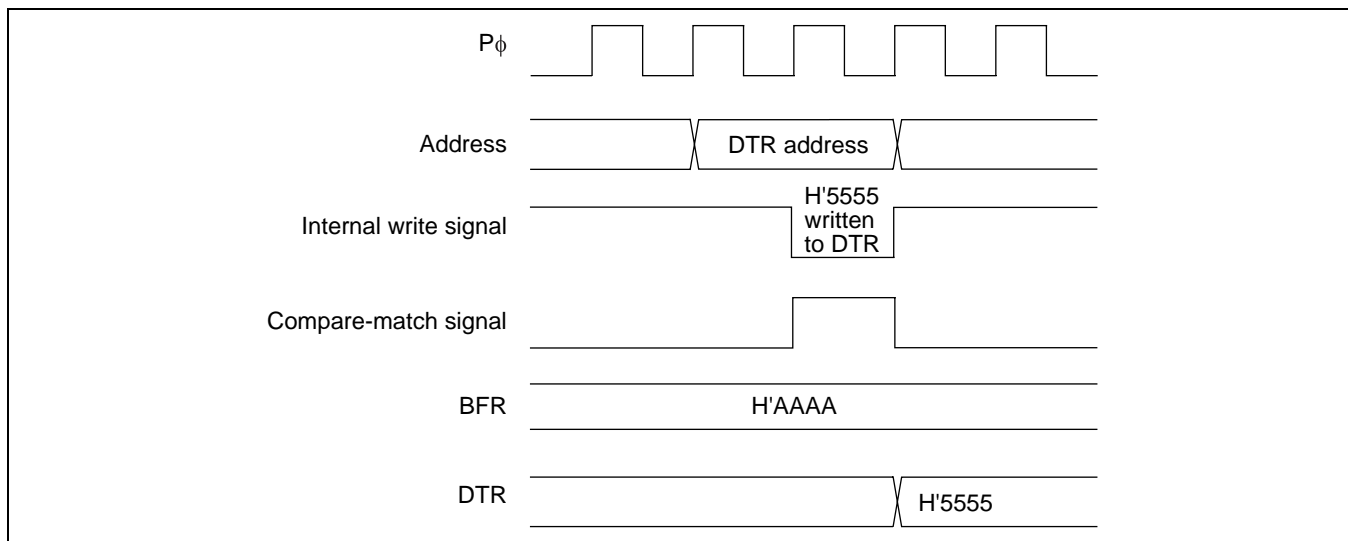 Pϕ
Address
DTR address
Internal write signal
H'5555
written
to DTR
Compare-match signal
BFR
H'AAAA
DTR
H'5555